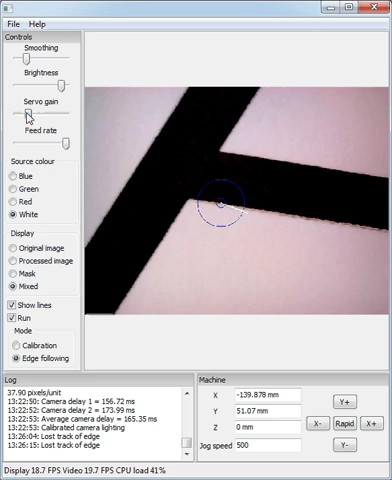 File Help
Controls
Smoothing
Brightness
Servo gain
Feed rate
Source colour
Blue
Green
Red
White
Display
Original image
Processed image
Mask
Mixed
Show lines
Run
Mode
Calibration
Edge following
Log
37.90 pixels/unit
13:22:50: Camera delay 1 = 156.72 ms
13:22:52: Camera delay 2 = 173.99 ms
13:22:53: Average camera delay = 165.35 ms
13:22:53: Calibrated camera lighting
13:26:04: Lost track of edge
13:26:15: Lost track of edge
Machine
X -139.878 mm
Y 51.07 mm
Z 0 mm
Jog speed 500
Y+
X- Rapid X+
Y-
Display 18.7 FPS Video 19.7 FPS CPU load 41%